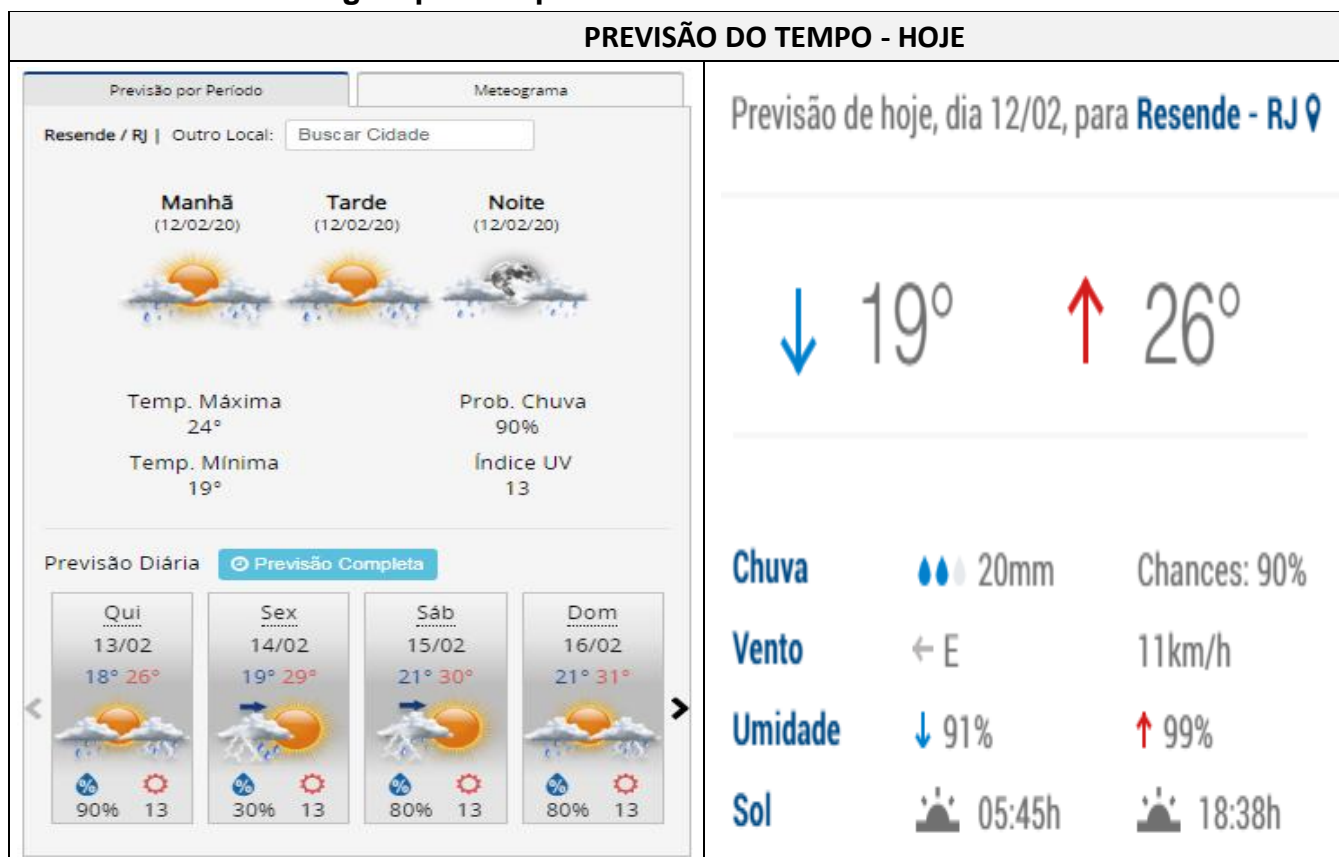 PREVISÃO DO TEMPO - HOJE
Previsão por Período
Meteograma
Resende / RJ | Outro Local: Buscar Cidade
Manhã Tarde Noite
(12/02/20) (12/02/20) (12/02/20)
Temp. Máxima Prob. Chuva
24° 90%
Temp. Mínima Índice UV
19° 13
Previsão Diária Previsão Completa
Qui Sex Sáb Dom
13/02 14/02 15/02 16/02
18° 26° 19° 29° 21° 30° 21° 31°
90% 13 30% 13 80% 13 80% 13
Previsão de hoje, dia 12/02, para Resende - RJ
↓ 19° ↑ 26°
Chuva 20mm Chances: 90%
Vento ← E 11km/h
Umidade ↓ 91% ↑ 99%
Sol 05:45h 18:38h